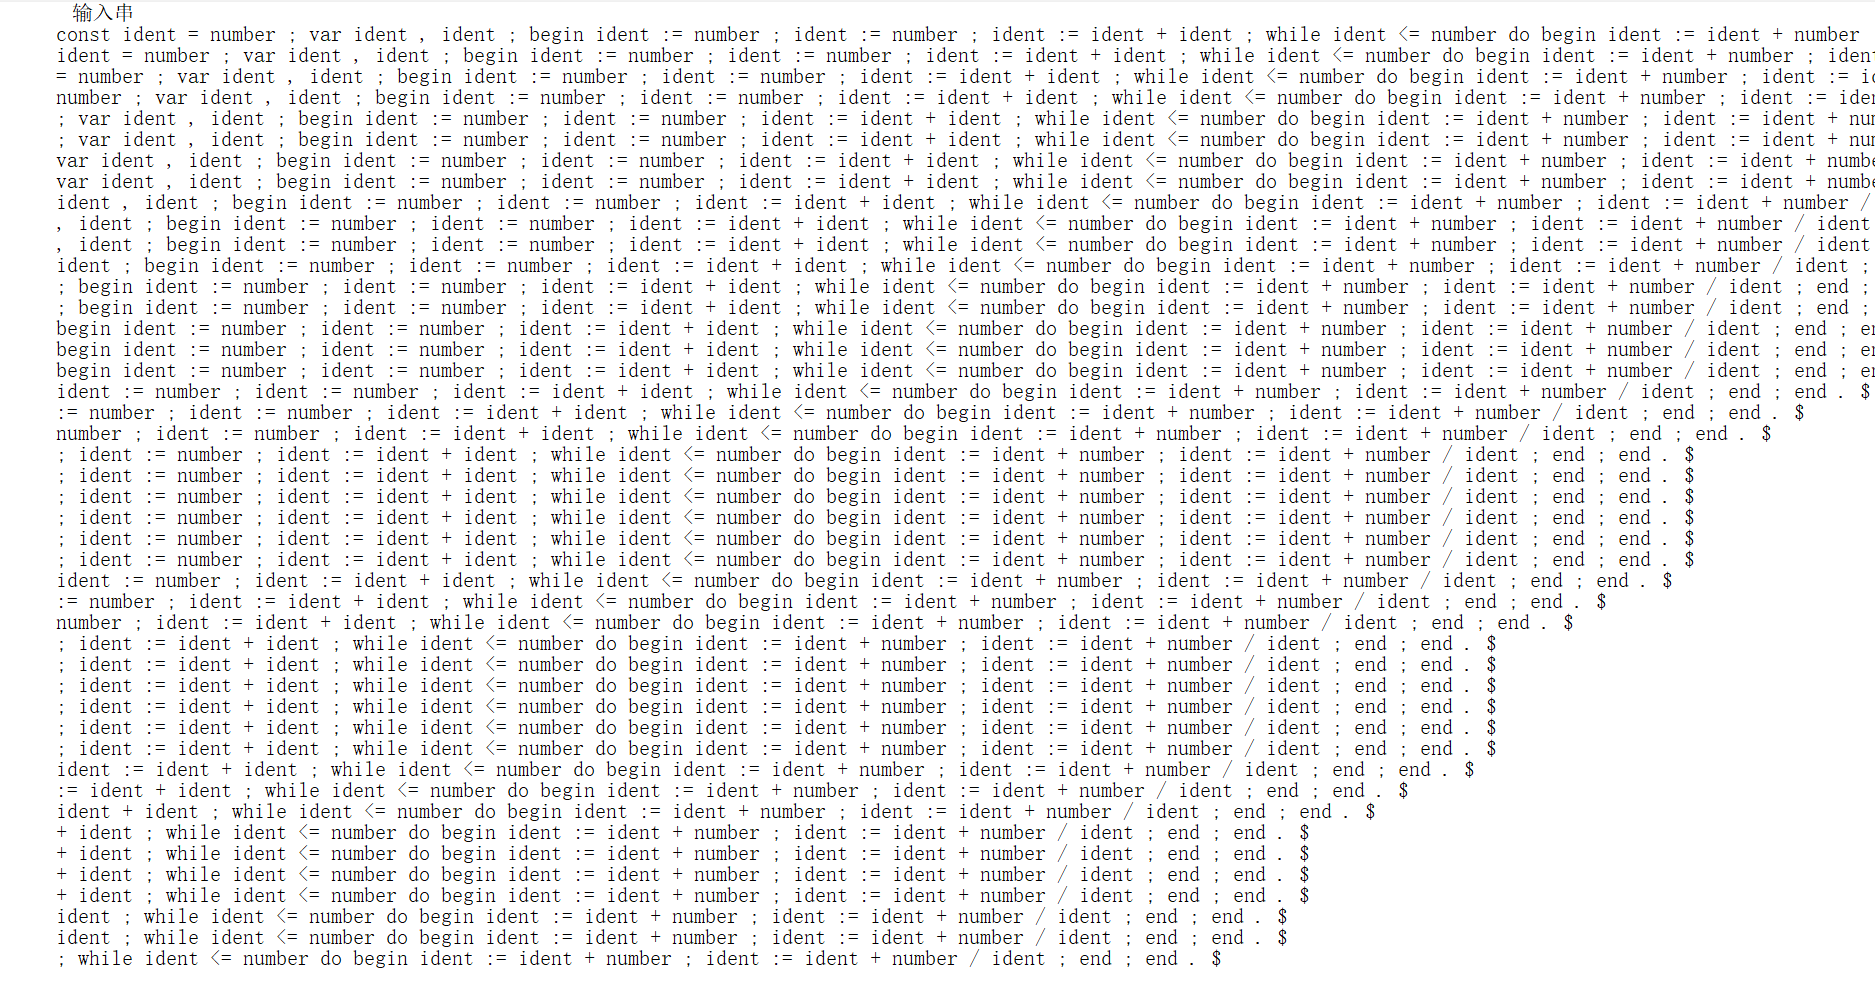 输入串
const ident = number ; var ident , ident ; begin ident := number ; ident := number ; ident := ident + ident ; while ident <= number do begin ident := ident + number
ident = number ; var ident , ident ; begin ident := number ; ident := number ; ident := ident + ident ; while ident <= number do begin ident := ident + number ; ident
= number ; var ident , ident ; begin ident := number ; ident := number ; ident := ident + ident ; while ident <= number do begin ident := ident + number ; ident :=
number ; var ident , ident ; begin ident := number ; ident := number ; ident := ident + ident ; while ident <= number do begin ident := ident + number ; ident :=
; var ident , ident ; begin ident := number ; ident := number ; ident := ident + ident ; while ident <= number do begin ident := ident + number ; ident := ident +
; var ident , ident ; begin ident := number ; ident := number ; ident := ident + ident ; while ident <= number do begin ident := ident + number ; ident := ident +
var ident , ident ; begin ident := number ; ident := number ; ident := ident + ident ; while ident <= number do begin ident := ident + number ; ident := ident +
var ident , ident ; begin ident := number ; ident := number ; ident := ident + ident ; while ident <= number do begin ident := ident + number ; ident := ident +
ident , ident ; begin ident := number ; ident := number ; ident := ident + ident ; while ident <= number do begin ident := ident + number ; ident := ident + number /
, ident ; begin ident := number ; ident := number ; ident := ident + ident ; while ident <= number do begin ident := ident + number ; ident := ident + number / ident
, ident ; begin ident := number ; ident := number ; ident := ident + ident ; while ident <= number do begin ident := ident + number ; ident := ident + number / ident
ident ; begin ident := number ; ident := number ; ident := ident + ident ; while ident <= number do begin ident := ident + number ; ident := ident + number / ident ;
; begin ident := number ; ident := number ; ident := ident + ident ; while ident <= number do begin ident := ident + number ; ident := ident + number / ident ; end ;
; begin ident := number ; ident := number ; ident := ident + ident ; while ident <= number do begin ident := ident + number ; ident := ident + number / ident ; end ;
begin ident := number ; ident := number ; ident := ident + ident ; while ident <= number do begin ident := ident + number ; ident := ident + number / ident ; end ;
begin ident := number ; ident := number ; ident := ident + ident ; while ident <= number do begin ident := ident + number ; ident := ident + number / ident ; end ;
begin ident := number ; ident := number ; ident := ident + ident ; while ident <= number do begin ident := ident + number ; ident := ident + number / ident ; end ;
ident := number ; ident := number ; ident := ident + ident ; while ident <= number do begin ident := ident + number ; ident := ident + number / ident ; end ; end . $
:= number ; ident := number ; ident := ident + ident ; while ident <= number do begin ident := ident + number ; ident := ident + number / ident ; end ; end . $
number ; ident := number ; ident := ident + ident ; while ident <= number do begin ident := ident + number ; ident := ident + number / ident ; end ; end . $
; ident := number ; ident := ident + ident ; while ident <= number do begin ident := ident + number ; ident := ident + number / ident ; end ; end . $
; ident := number ; ident := ident + ident ; while ident <= number do begin ident := ident + number ; ident := ident + number / ident ; end ; end . $
; ident := number ; ident := ident + ident ; while ident <= number do begin ident := ident + number ; ident := ident + number / ident ; end ; end . $
; ident := number ; ident := ident + ident ; while ident <= number do begin ident := ident + number ; ident := ident + number / ident ; end ; end . $
; ident := number ; ident := ident + ident ; while ident <= number do begin ident := ident + number ; ident := ident + number / ident ; end ; end . $
; ident := number ; ident := ident + ident ; while ident <= number do begin ident := ident + number ; ident := ident + number / ident ; end ; end . $
ident := number ; ident := ident + ident ; while ident <= number do begin ident := ident + number ; ident := ident + number / ident ; end ; end . $
:= number ; ident := ident + ident ; while ident <= number do begin ident := ident + number ; ident := ident + number / ident ; end ; end . $
number ; ident := ident + ident ; while ident <= number do begin ident := ident + number ; ident := ident + number / ident ; end ; end . $
; ident := ident + ident ; while ident <= number do begin ident := ident + number ; ident := ident + number / ident ; end ; end . $
; ident := ident + ident ; while ident <= number do begin ident := ident + number ; ident := ident + number / ident ; end ; end . $
; ident := ident + ident ; while ident <= number do begin ident := ident + number ; ident := ident + number / ident ; end ; end . $
; ident := ident + ident ; while ident <= number do begin ident := ident + number ; ident := ident + number / ident ; end ; end . $
; ident := ident + ident ; while ident <= number do begin ident := ident + number ; ident := ident + number / ident ; end ; end . $
; ident := ident + ident ; while ident <= number do begin ident := ident + number ; ident := ident + number / ident ; end ; end . $
ident := ident + ident ; while ident <= number do begin ident := ident + number ; ident := ident + number / ident ; end ; end . $
:= ident + ident ; while ident <= number do begin ident := ident + number ; ident := ident + number / ident ; end ; end . $
ident + ident ; while ident <= number do begin ident := ident + number ; ident := ident + number / ident ; end ; end . $
+ ident ; while ident <= number do begin ident := ident + number ; ident := ident + number / ident ; end ; end . $
+ ident ; while ident <= number do begin ident := ident + number ; ident := ident + number / ident ; end ; end . $
+ ident ; while ident <= number do begin ident := ident + number ; ident := ident + number / ident ; end ; end . $
+ ident ; while ident <= number do begin ident := ident + number ; ident := ident + number / ident ; end ; end . $
ident ; while ident <= number do begin ident := ident + number ; ident := ident + number / ident ; end ; end . $
ident ; while ident <= number do begin ident := ident + number ; ident := ident + number / ident ; end ; end . $
; while ident <= number do begin ident := ident + number ; ident := ident + number / ident ; end ; end . $